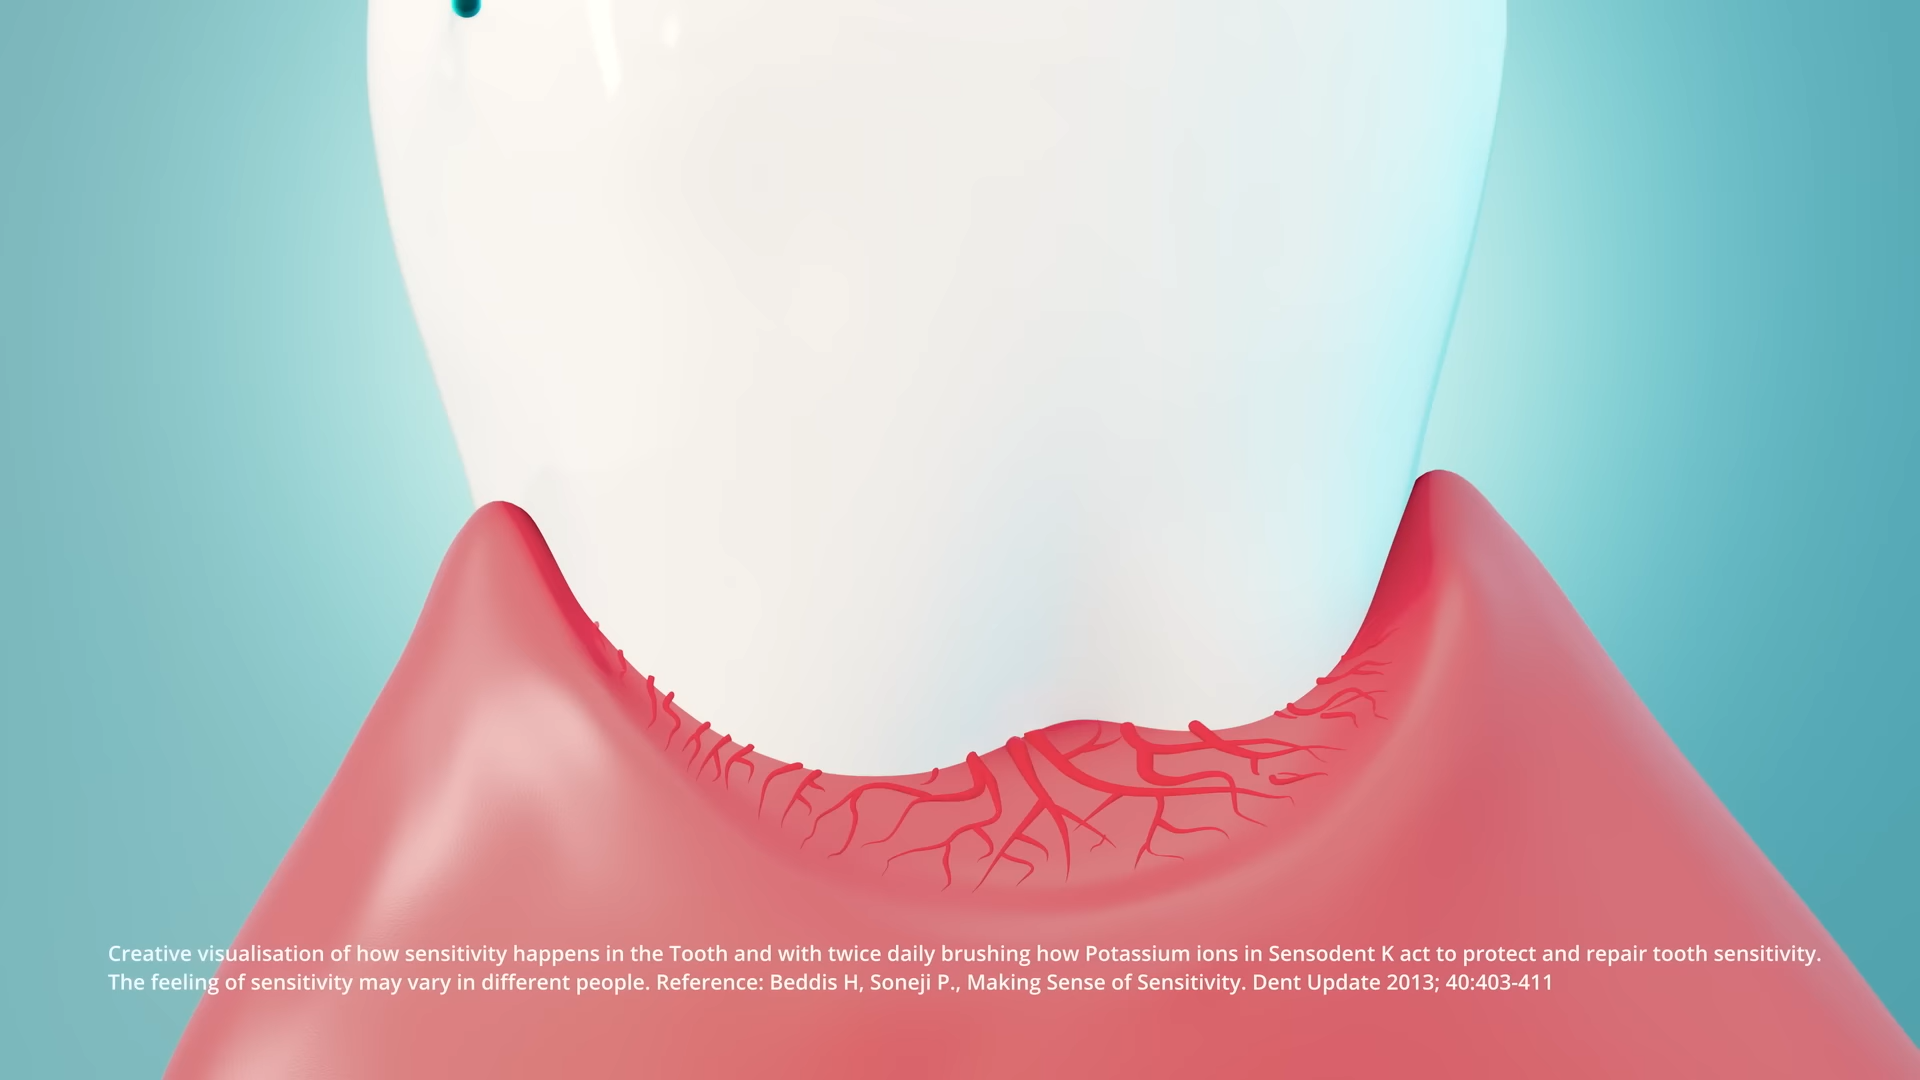 Creative visualisation of how sensitivity happens in the Tooth and with twice daily brushing how Potassium ions in Sensodent K act to protect and repair tooth sensitivity.
The feeling of sensitivity may vary in different people. Reference: Beddis H, Soneji P., Making Sense of Sensitivity. Dent Update 2013; 40:403-411